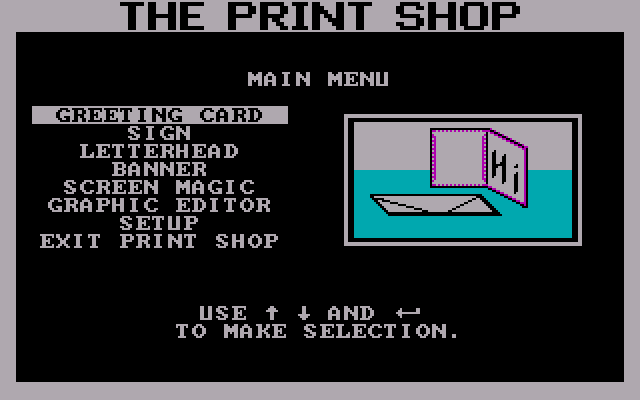 THE PRINT SHOP
MAIN MENU
GREETING CARD
SIGN
LETTERHEAD
BANNER
SCREEN MAGIC
GRAPHIC EDITOR
SETUP
EXIT PRINT SHOP
Hi
USE ↑ ↓ AND ↵
TO MAKE SELECTION.